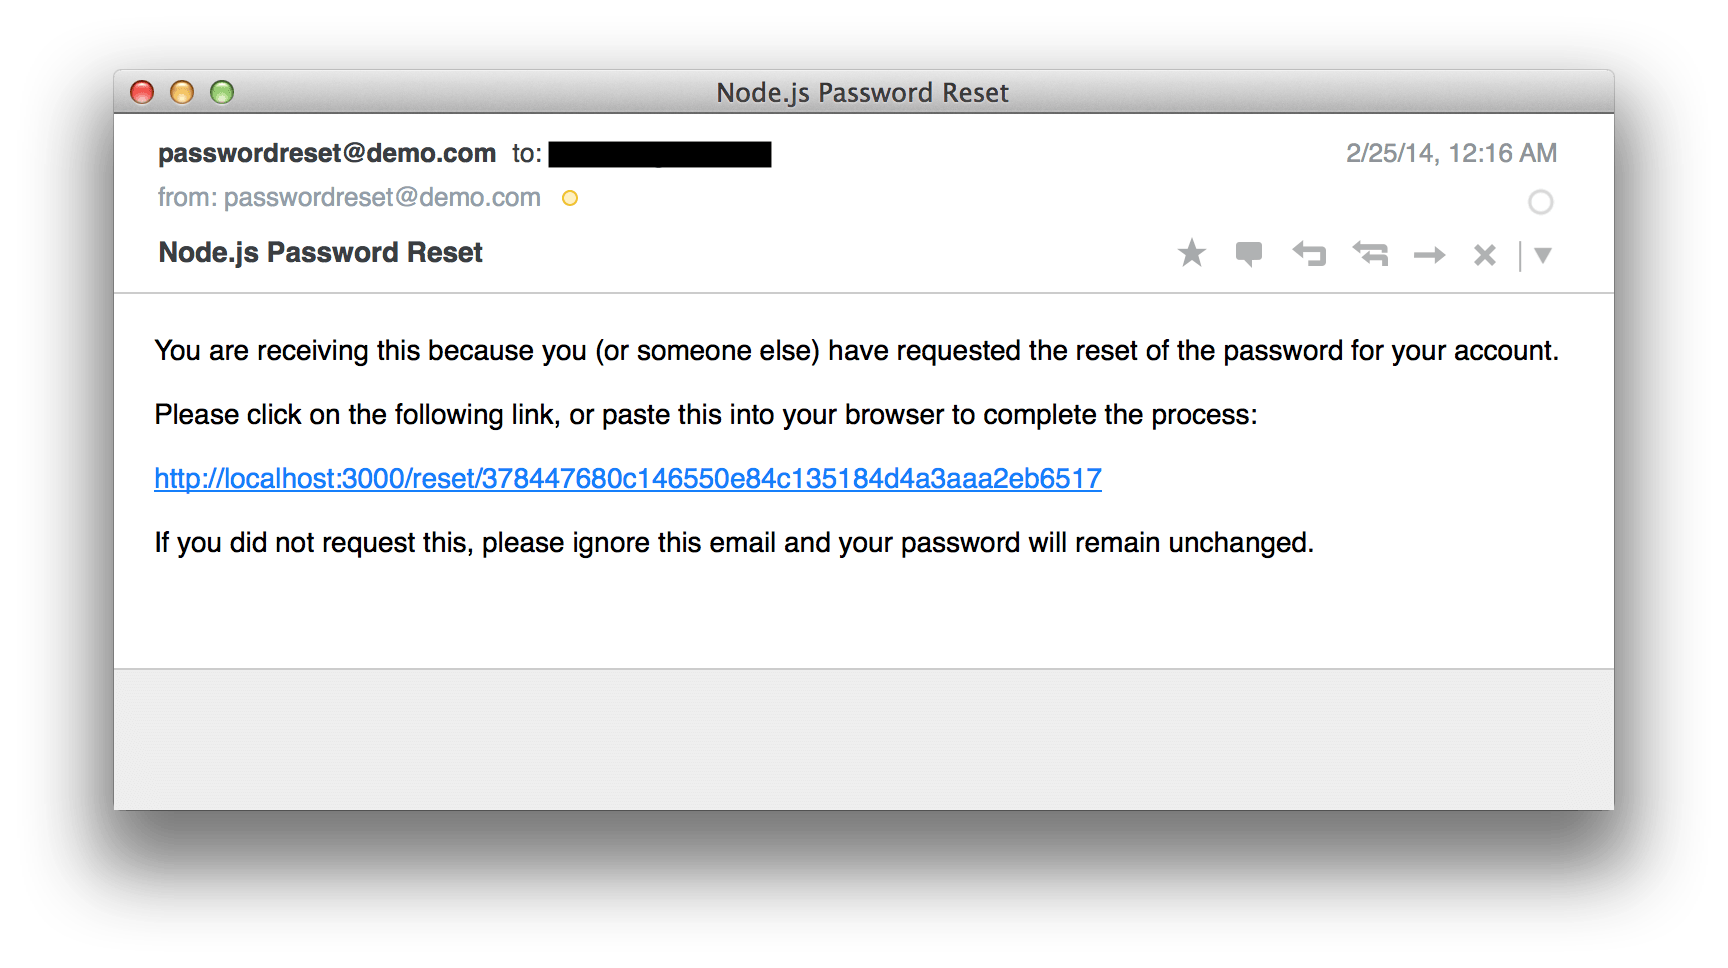 Node.js Password Reset
passwordreset@demo.com to:
2/25/14, 12:16 AM
from: passwordreset@demo.com
Node.js Password Reset
You are receiving this because you (or someone else) have requested the reset of the password for your account.
Please click on the following link, or paste this into your browser to complete the process:
http://localhost:3000/reset/378447680c146550e84c135184d4a3aaa2eb6517
If you did not request this, please ignore this email and your password will remain unchanged.